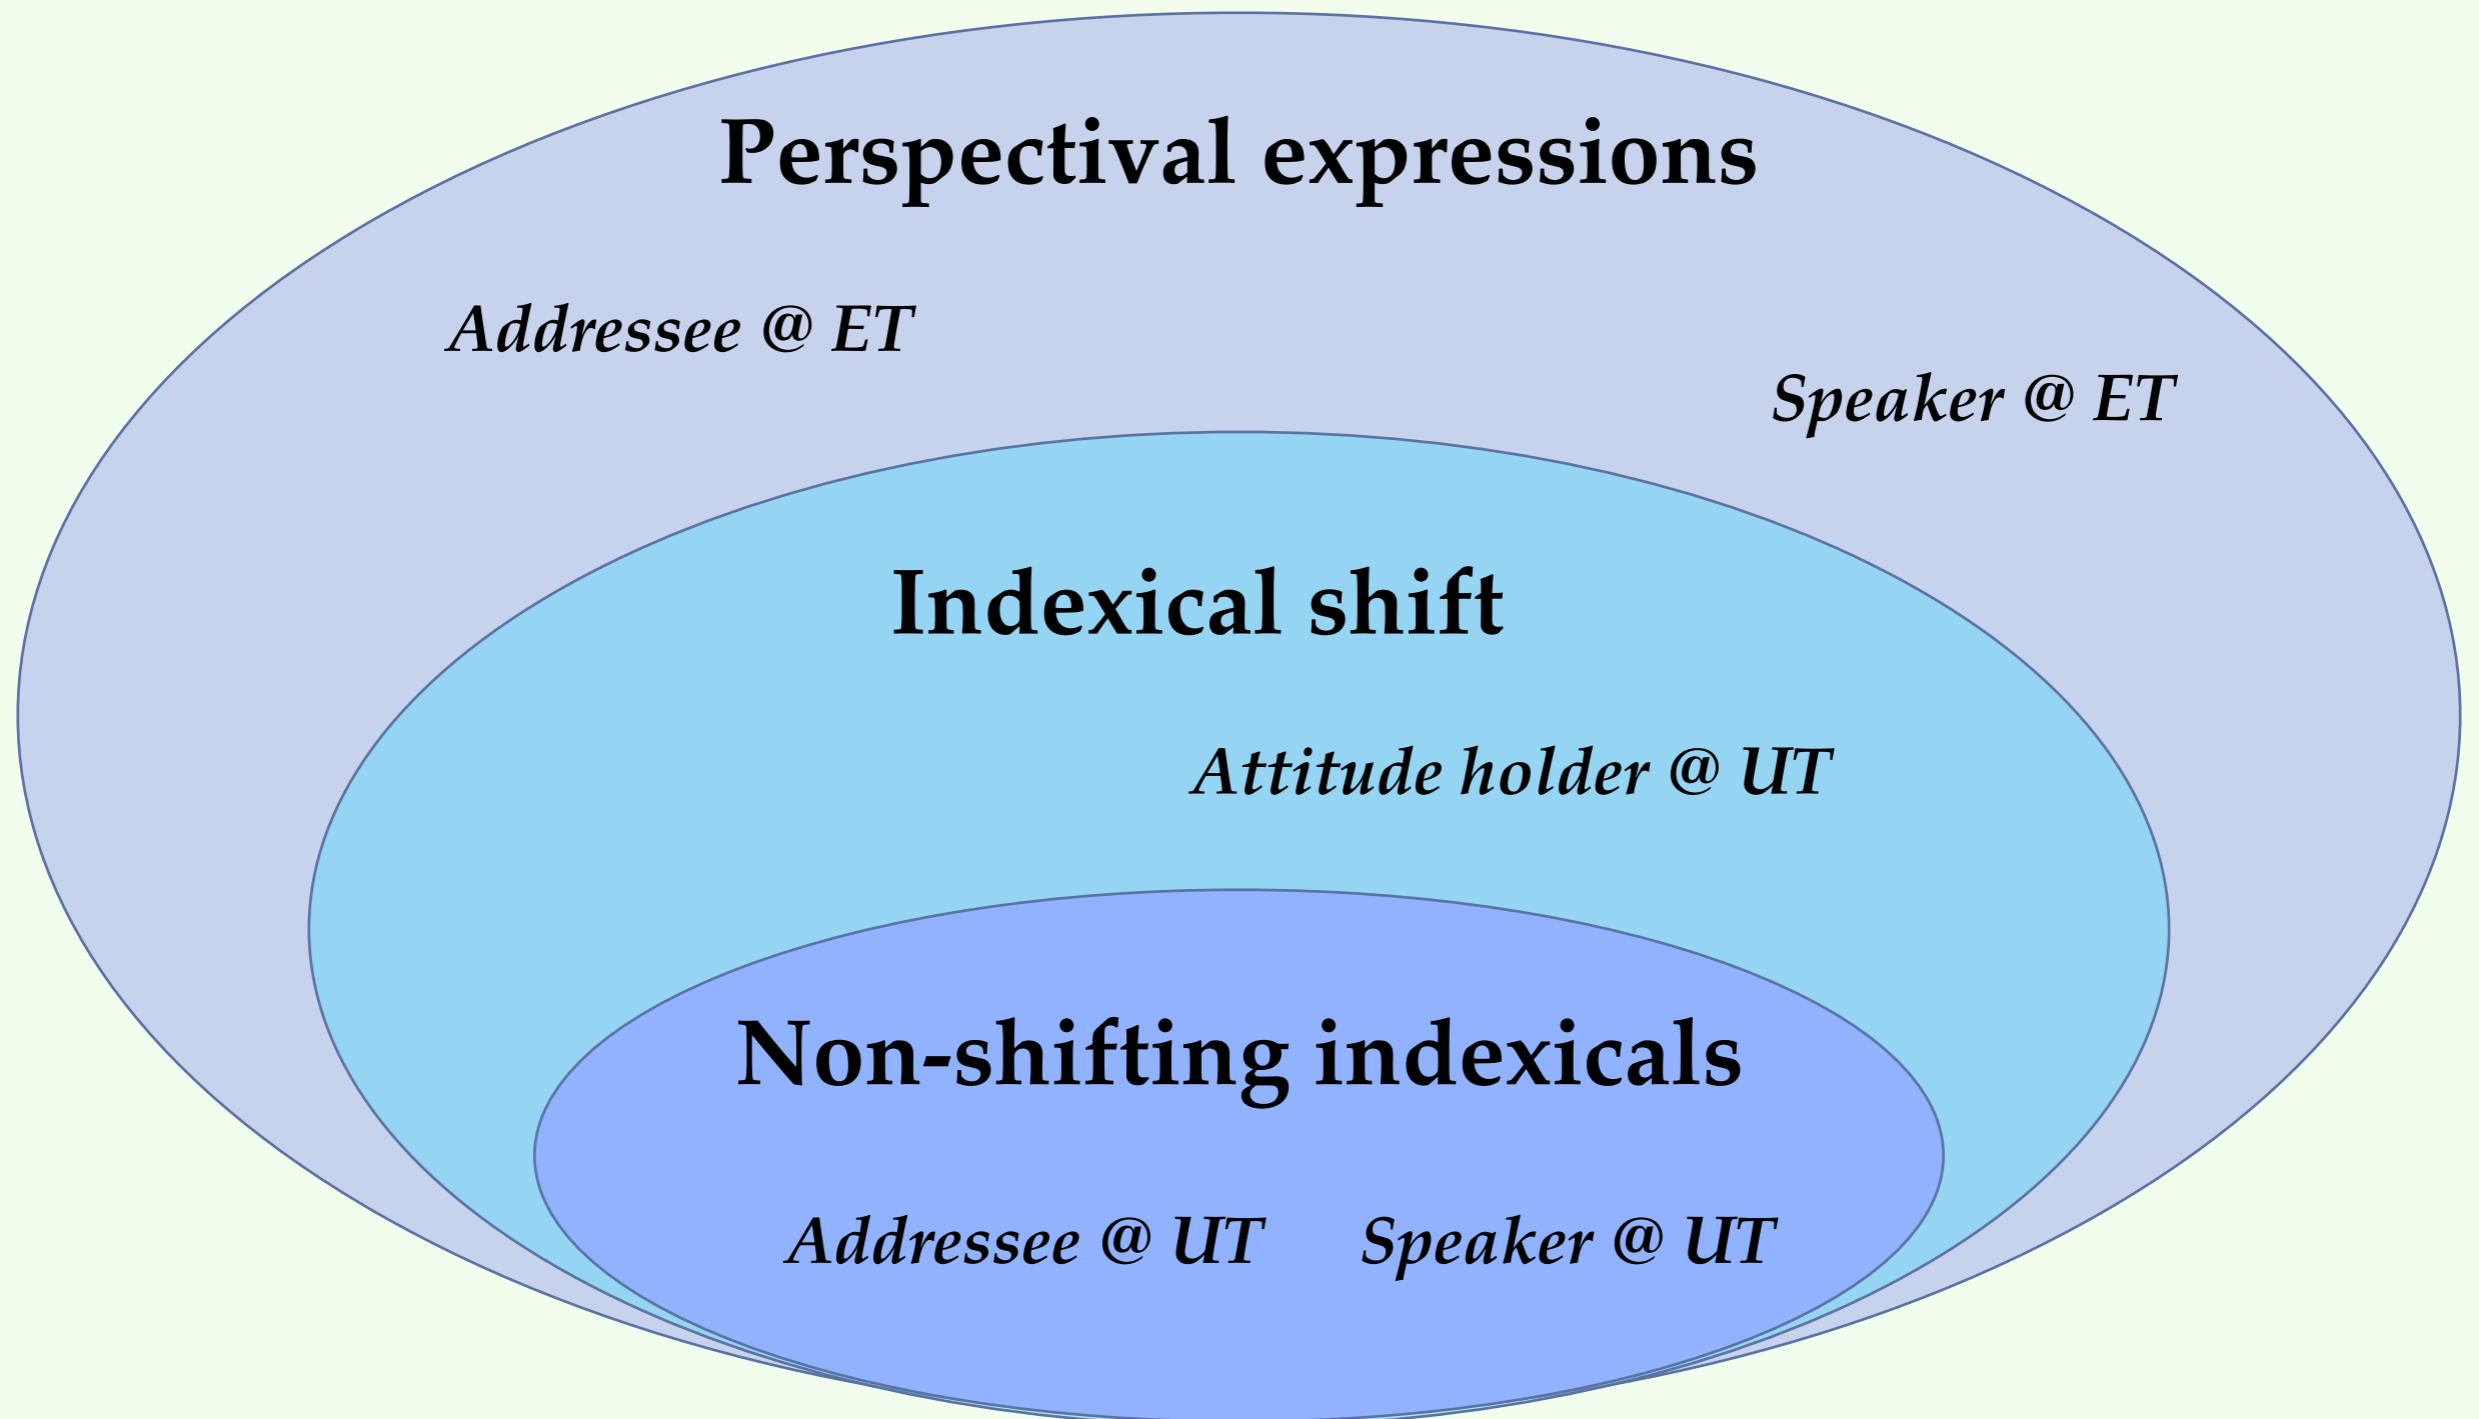 Perspectival expressions
Addressee @ ET
Speaker @ ET
Indexical shift
Attitude holder @ UT
Non-shifting indexicals
Addressee @ UT
Speaker @ UT